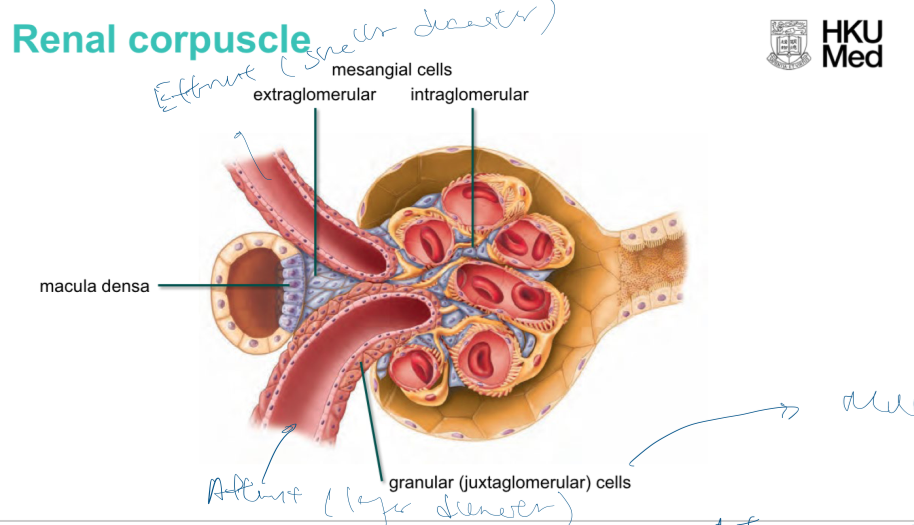 Renal corpuscle
HKU
Med
Efferent (smaller diameter)
mesangial cells
extraglomerular intraglomerular
macula densa
granular (juxtaglomerular) cells
Afferent (larger diameter)